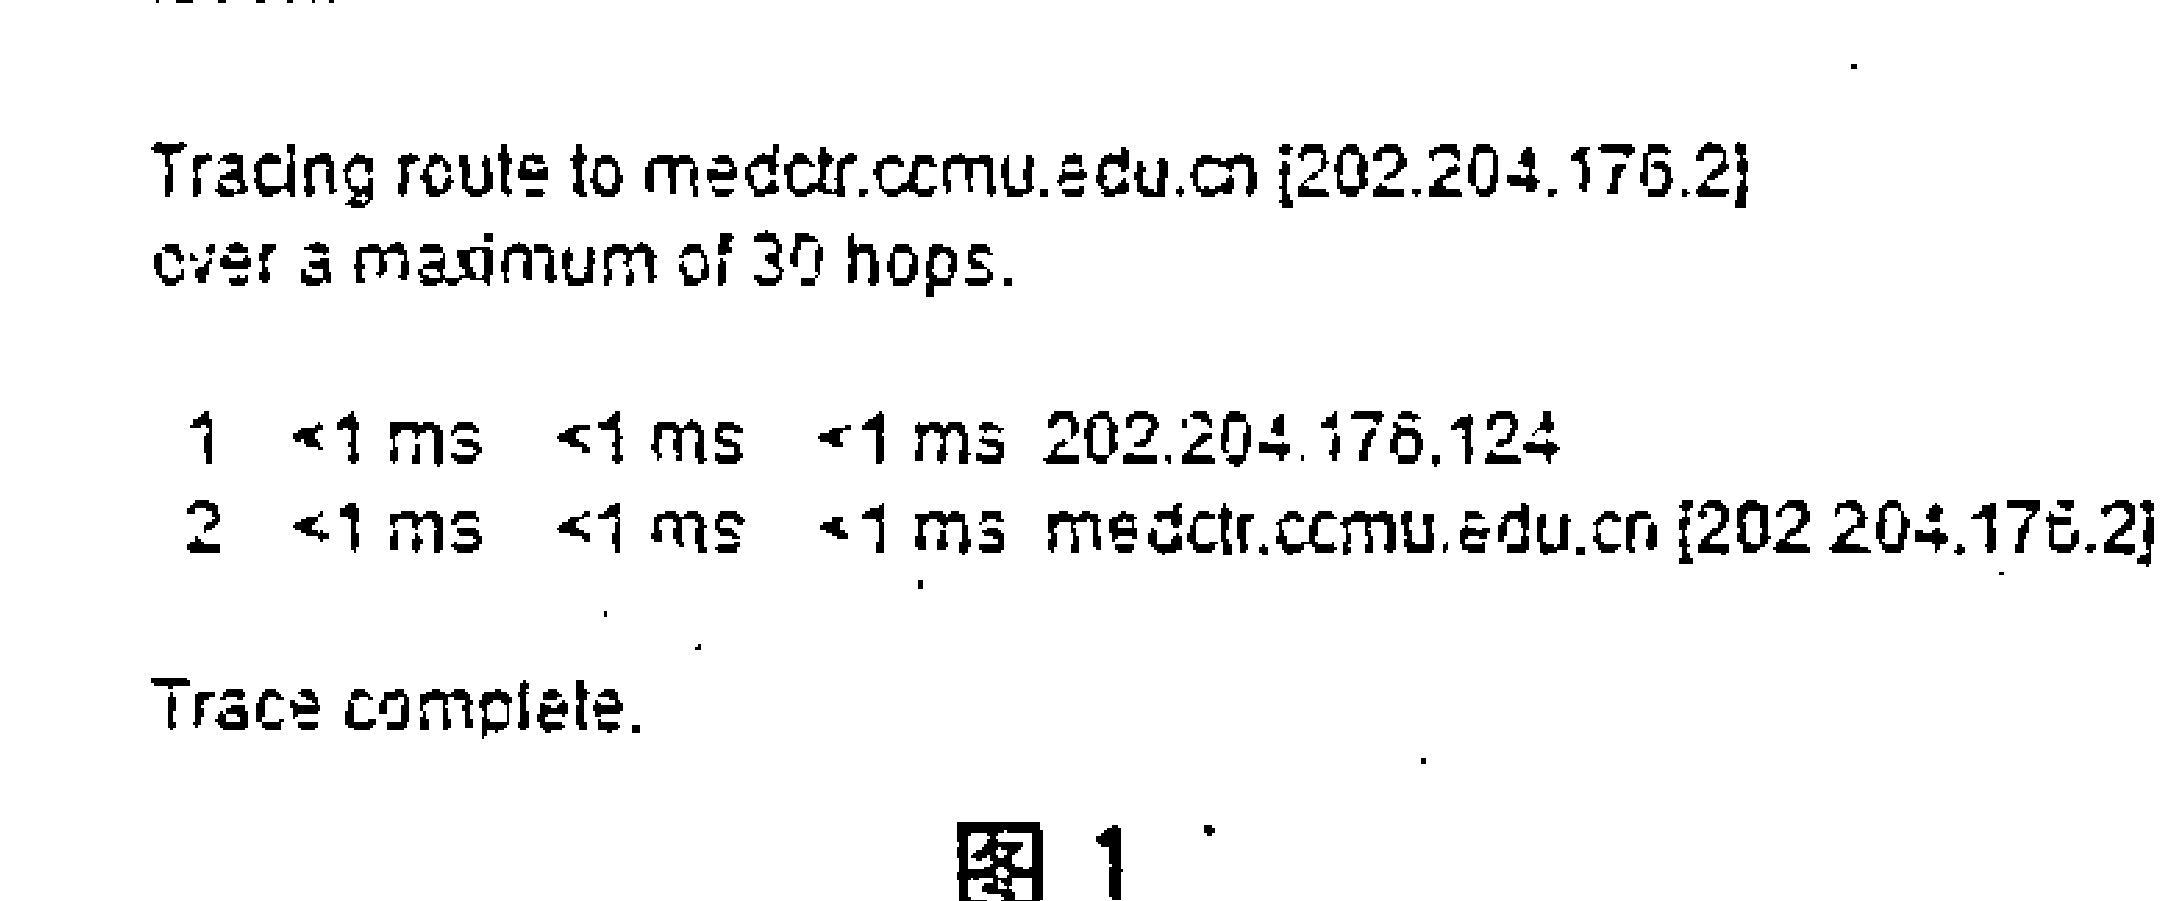 Tracing route to medctr.ccmu.edu.cn [202.204.176.2]
over a maximum of 30 hops.
1 <1 ms <1 ms <1 ms 202.204.176.124
2 <1 ms <1 ms <1 ms medctr.ccmu.edu.cn [202 204.176.2]
Trace complete.
图 1